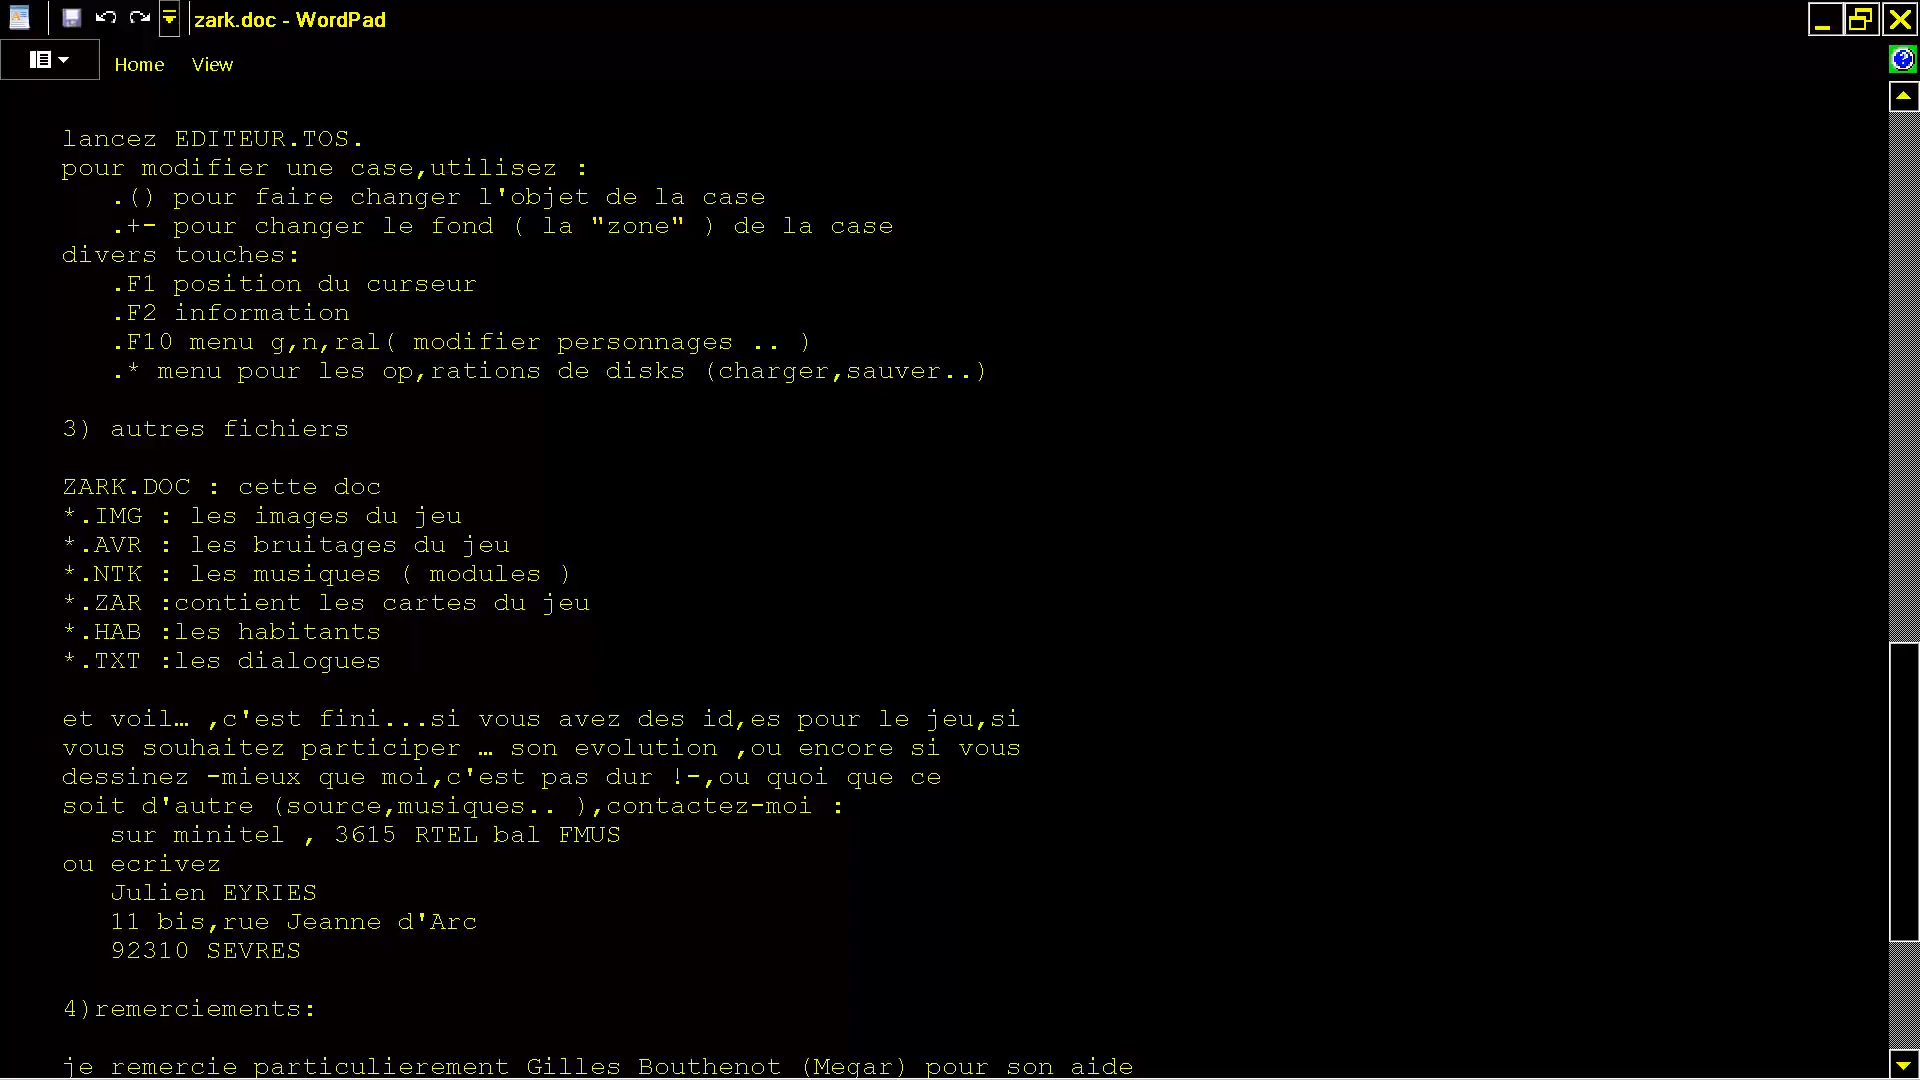 zark.doc - WordPad
Home View
lancez EDITEUR.TOS.
pour modifier une case,utilisez :
.() pour faire changer l'objet de la case
.+- pour changer le fond ( la "zone" ) de la case
divers touches:
.F1 position du curseur
.F2 information
.F10 menu g‚n‚ral( modifier personnages .. )
.* menu pour les op‚rations de disks (charger,sauver..)
3) autres fichiers
ZARK.DOC : cette doc
*.IMG : les images du jeu
*.AVR : les bruitages du jeu
*.NTK : les musiques ( modules )
*.ZAR :contient les cartes du jeu
*.HAB :les habitants
*.TXT :les dialogues
et voil… ,c'est fini...si vous avez des id‚es pour le jeu,si
vous souhaitez participer … son evolution ,ou encore si vous
dessinez -mieux que moi,c'est pas dur !-,ou quoi que ce
soit d'autre (source,musiques.. ),contactez-moi :
sur minitel , 3615 RTEL bal FMUS
ou ecrivez
Julien EYRIES
11 bis,rue Jeanne d'Arc
92310 SEVRES
4)remerciements:
je remercie particulierement Gilles Bouthenot (Megar) pour son aide